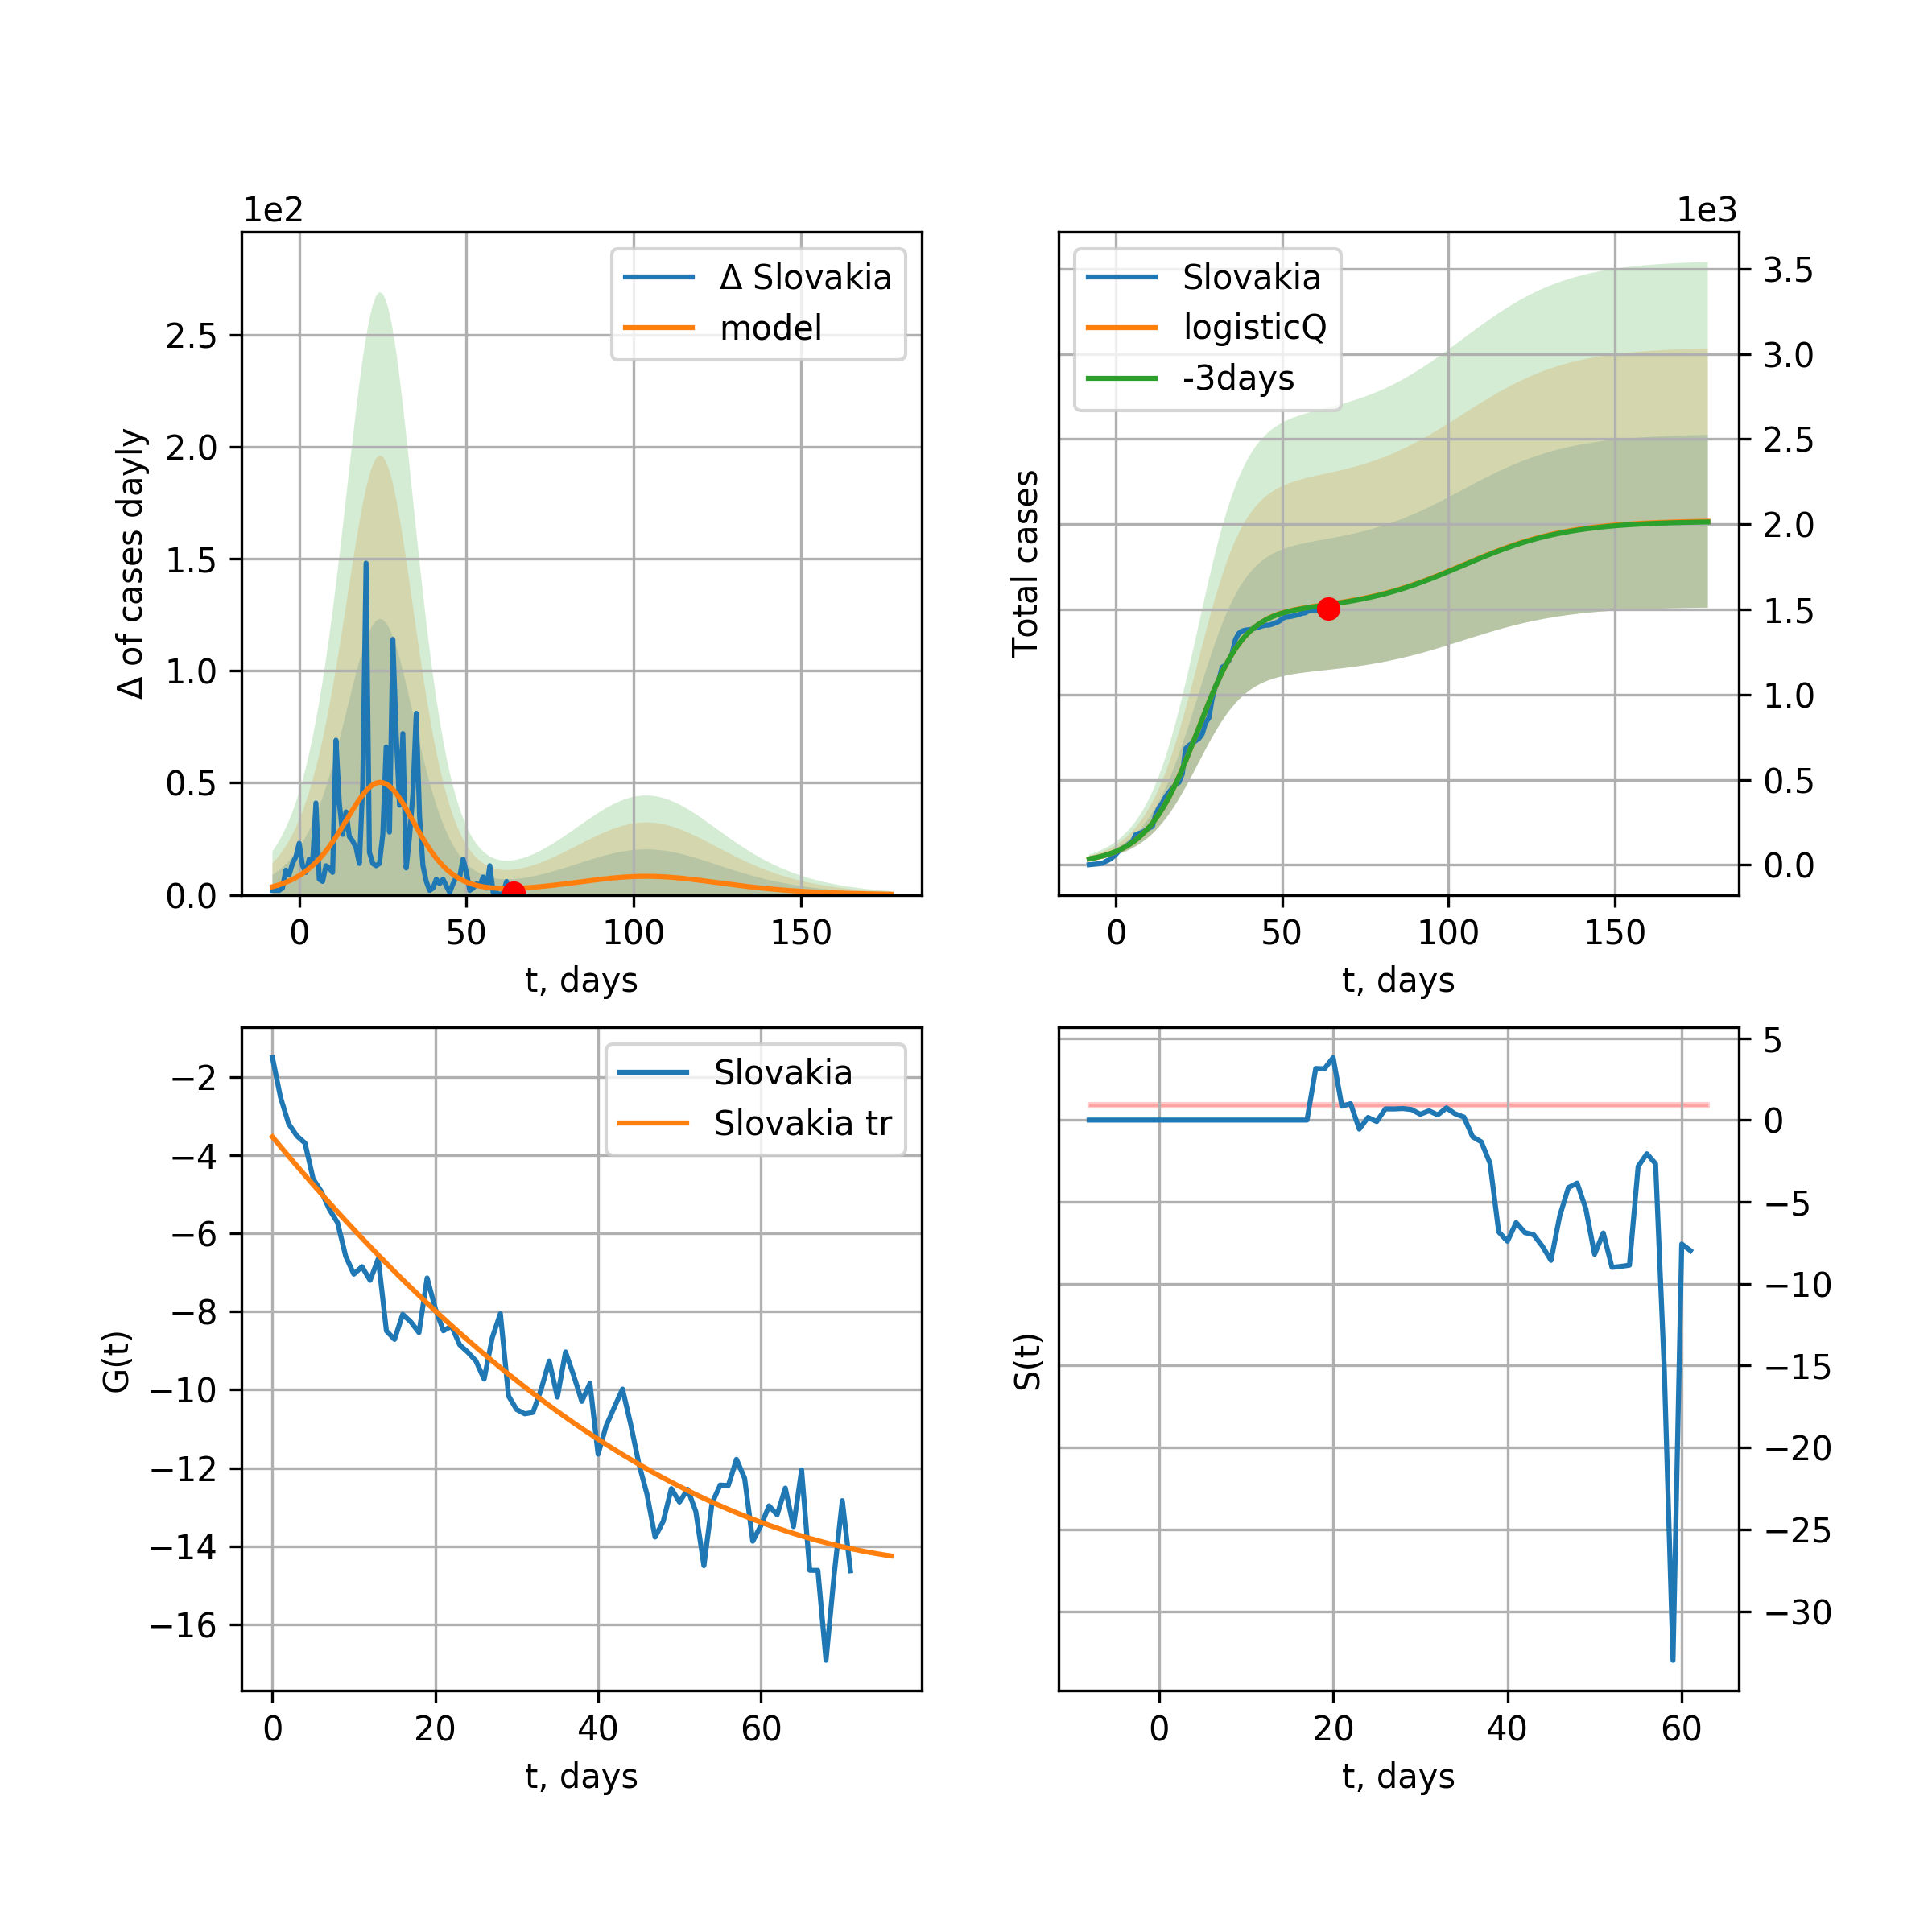 1e2
Δ of cases dayly
2.5
2.0
1.5
1.0
0.5
0.0
0 50 100 150
t, days
Δ Slovakia
model
1e3
Total cases
3.5
3.0
2.5
2.0
1.5
1.0
0.5
0.0
0 50 100 150
t, days
Slovakia
logisticQ
-3days
G(t)
−2
−4
−6
−8
−10
−12
−14
−16
0 20 40 60
t, days
Slovakia
Slovakia tr
S(t)
5
0
−5
−10
−15
−20
−25
−30
0 20 40 60
t, days